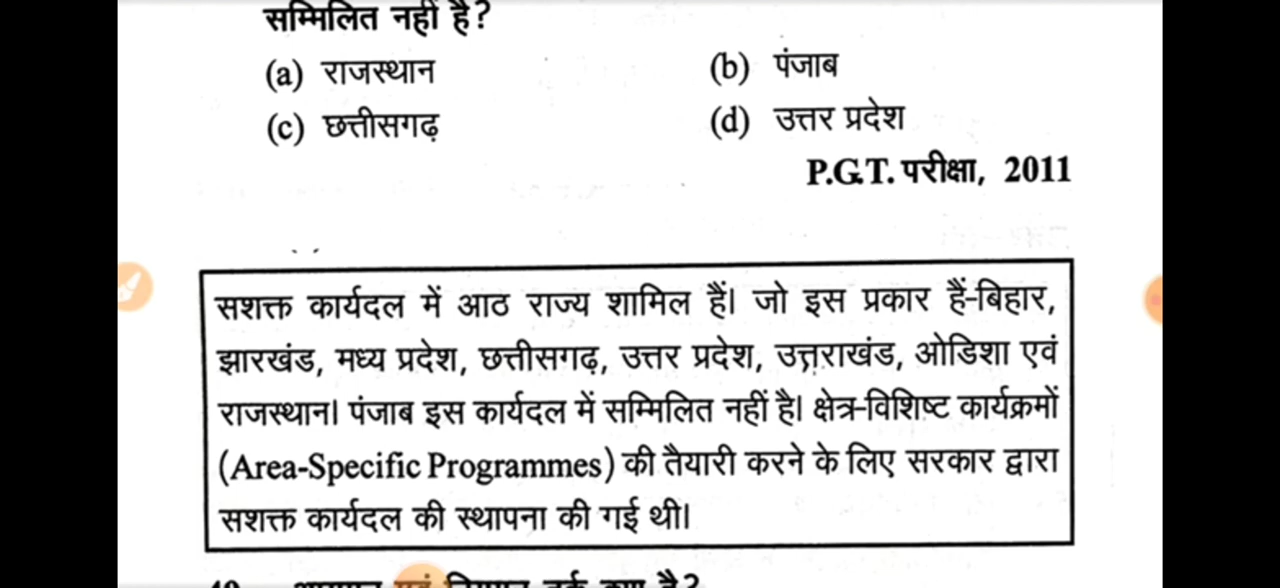 सम्मिलित नहीं है?
(a) राजस्थान (b) पंजाब
(c) छत्तीसगढ़ (d) उत्तर प्रदेश
P.G.T. परीक्षा, 2011
सशक्त कार्यदल में आठ राज्य शामिल हैं। जो इस प्रकार हैं-बिहार,
झारखंड, मध्य प्रदेश, छत्तीसगढ़, उत्तर प्रदेश, उत्तराखंड, ओडिशा एवं
राजस्थान। पंजाब इस कार्यदल में सम्मिलित नहीं है। क्षेत्र-विशिष्ट कार्यक्रमों
(Area-Specific Programmes) की तैयारी करने के लिए सरकार द्वारा
सशक्त कार्यदल की स्थापना की गई थी।